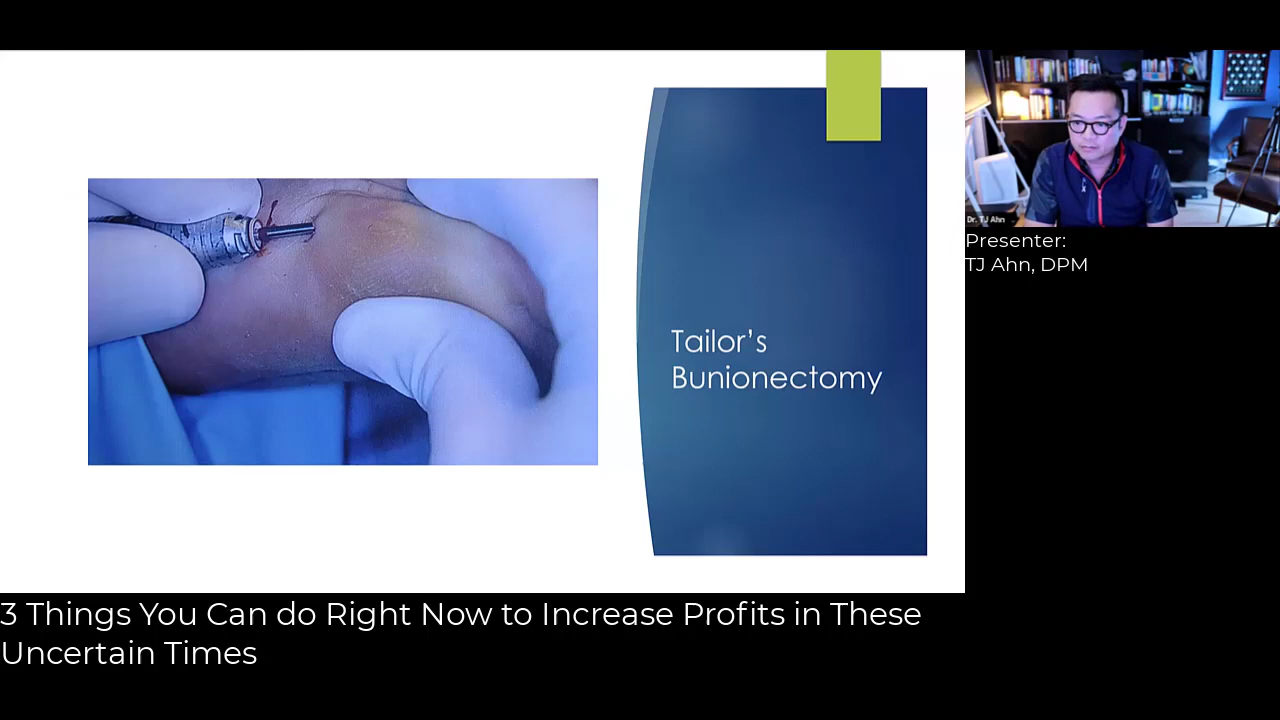 Tailor’s
Bunionectomy
Dr. TJ Ahn
Presenter:
TJ Ahn, DPM
3 Things You Can do Right Now to Increase Profits in These
Uncertain Times